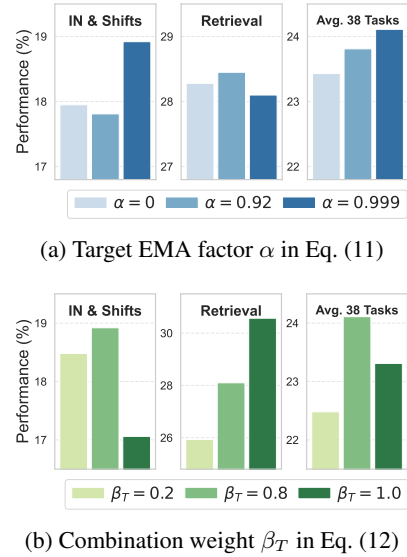 IN & Shifts Retrieval Avg. 38 Tasks
Performance (%)
19 29 24
18 28 23
17 27 22
α = 0 α = 0.92 α = 0.999
(a) Target EMA factor α in Eq. (11)
IN & Shifts Retrieval Avg. 38 Tasks
Performance (%)
19 30 24
18 28 23
17 26 22
β_T = 0.2 β_T = 0.8 β_T = 1.0
(b) Combination weight β_T in Eq. (12)